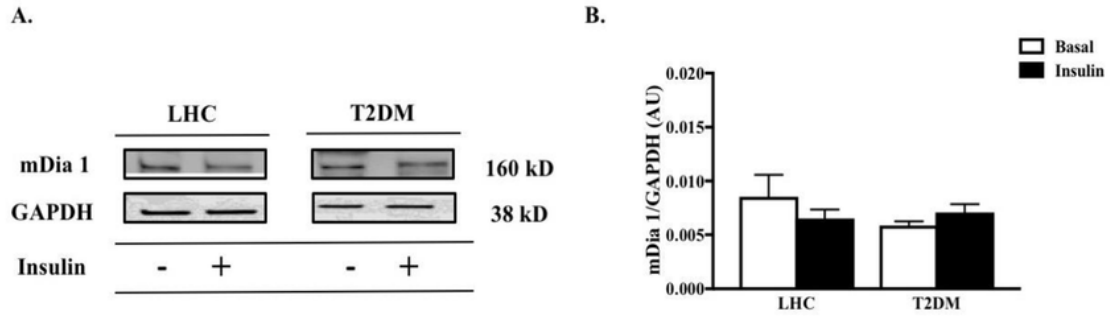 A.
LHC T2DM
mDia 1 160 kD
GAPDH 38 kD
Insulin - + - +
B.
Basal
Insulin
mDia 1/GAPDH (AU)
0.020
0.015
0.010
0.005
0.000
LHC T2DM